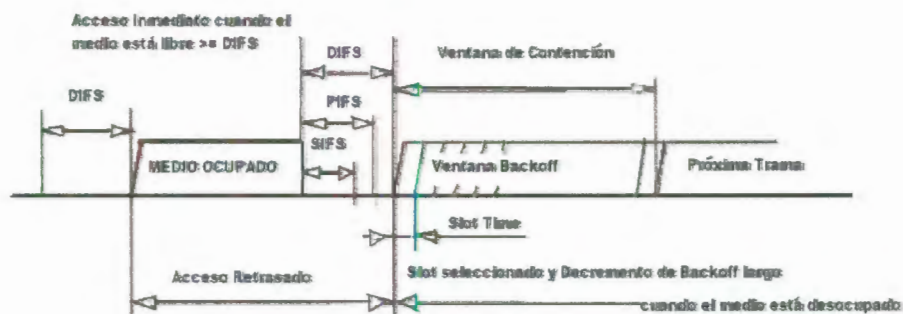 Acceso Inmediato cuando el
medio está libre >= DIFS
DIFS
Ventana de Contención
DIFS
PIFS
SIFS
MEDIO OCUPADO
Ventana Backoff
Próxima Trama
Slot Time
Acceso Retrasado
Slot seleccionado y Decremento de Backoff largo
cuando el medio está desocupado